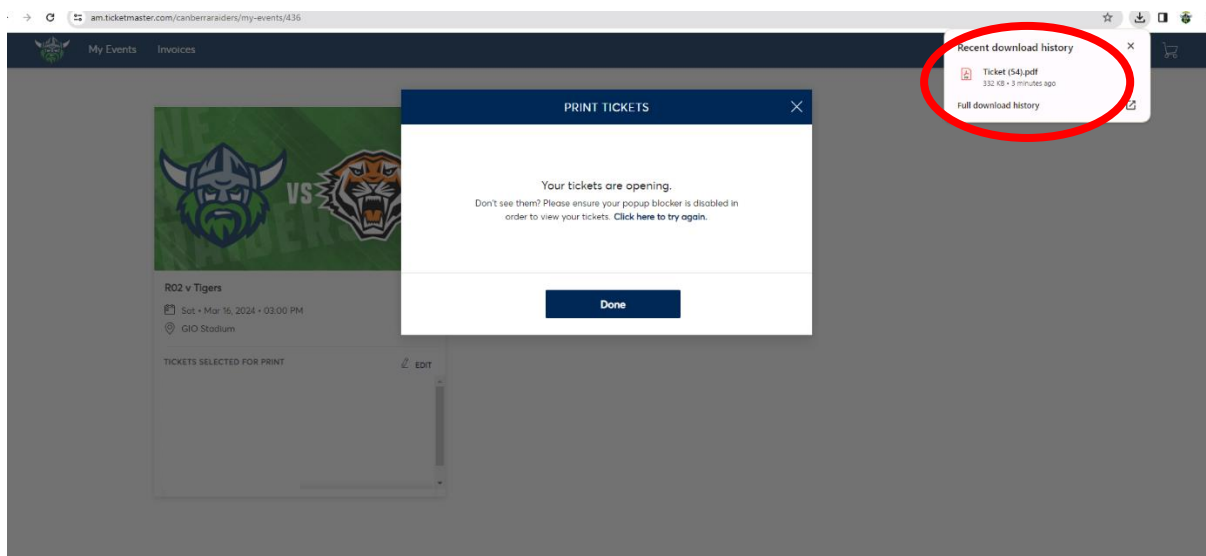 am.ticketmaster.com/canberraraiders/my-events/436
My Events Invoices
Recent download history
Ticket (54).pdf
332 KB • 3 minutes ago
Full download history
PRINT TICKETS
VS
RAIDERS
Your tickets are opening.
Don't see them? Please ensure your popup blocker is disabled in
order to view your tickets. Click here to try again.
Done
R02 v Tigers
Sat • Mar 16, 2024 • 03:00 PM
GIO Stadium
TICKETS SELECTED FOR PRINT
EDIT